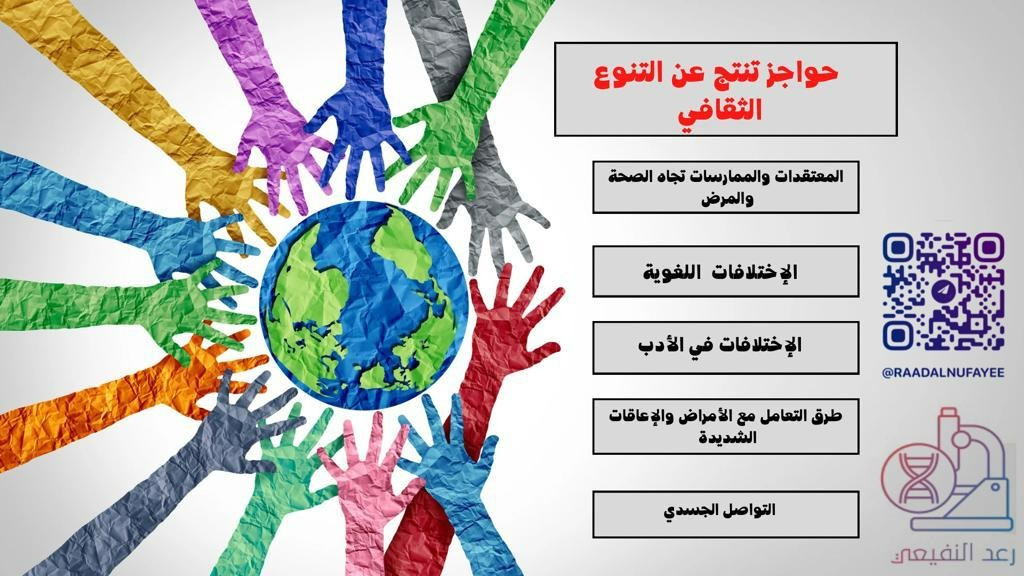 حواجز تنتج عن التنوع
الثقافي
المعتقدات والممارسات تجاه الصحة
والمرض
الإختلافات اللغوية
الإختلافات في الأدب
طرق التعامل مع الأمراض والإعاقات
الشديدة
التواصل الجسدي
@RAADALNUFAYEE
رعد النفيعي